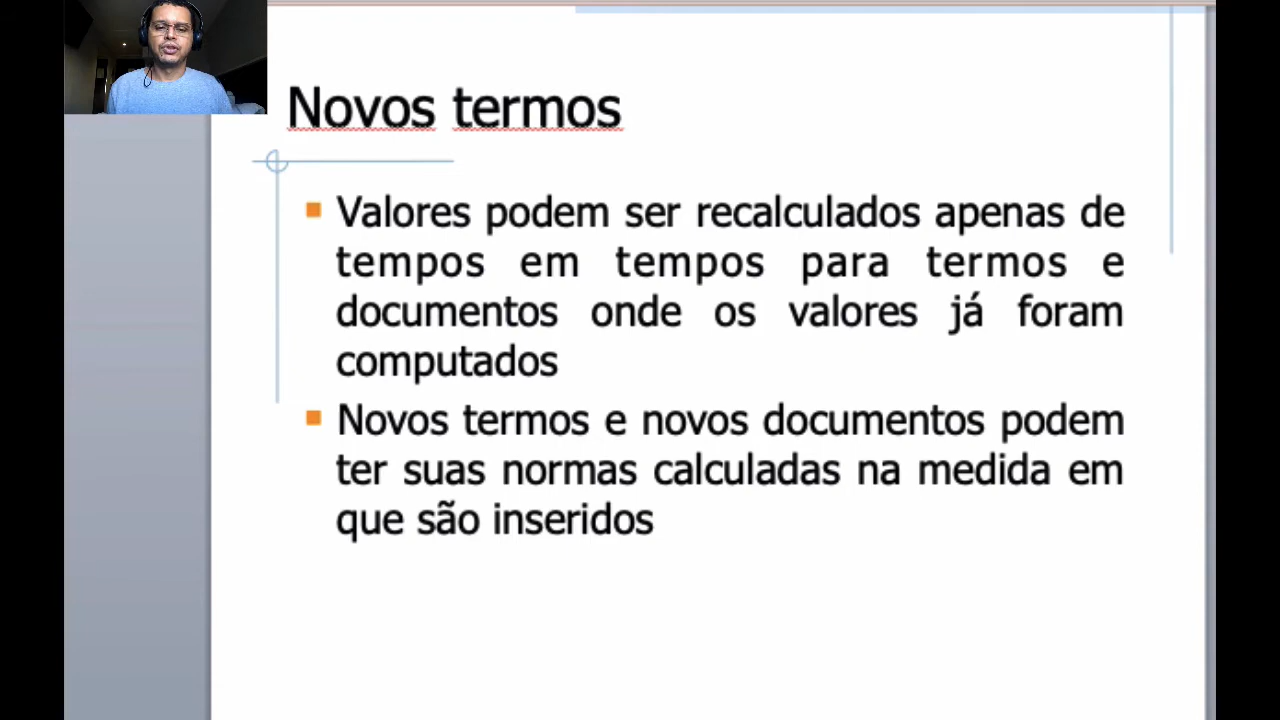 Novos termos
Valores podem ser recalculados apenas de
tempos em tempos para termos e
documentos onde os valores já foram
computados
Novos termos e novos documentos podem
ter suas normas calculadas na medida em
que são inseridos